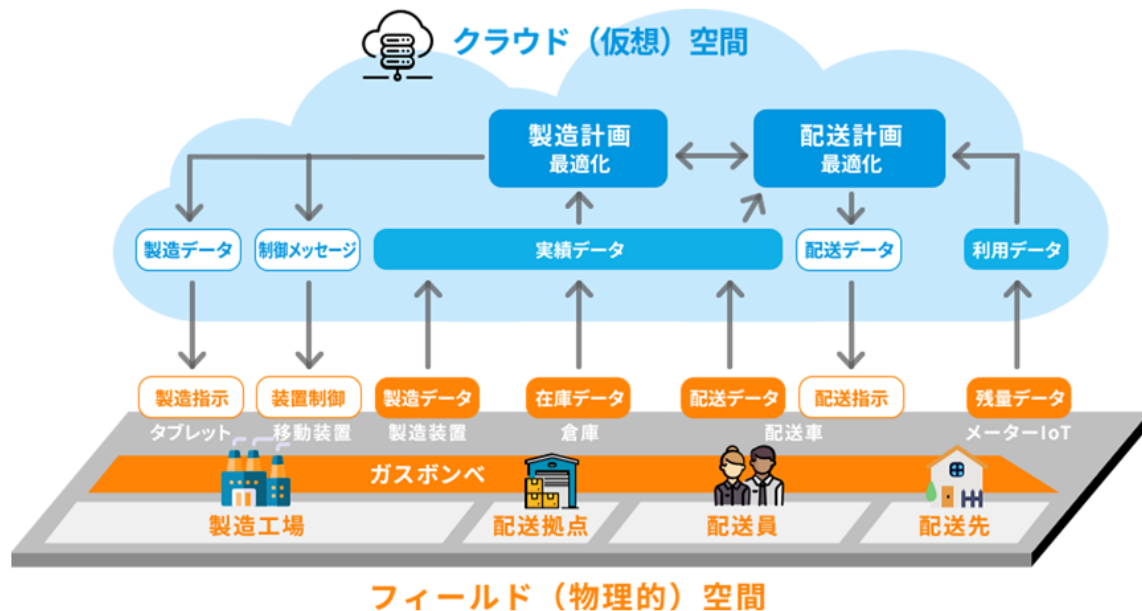 クラウド（仮想）空間
製造計画
最適化
配送計画
最適化
製造データ
制御メッセージ
実績データ
配送データ
利用データ
製造指示
装置制御
製造データ
在庫データ
配送データ
配送指示
残量データ
タブレット
移動装置
製造装置
倉庫
配送車
メーターIoT
ガスボンベ
製造工場
配送拠点
配送員
配送先
フィールド（物理的）空間